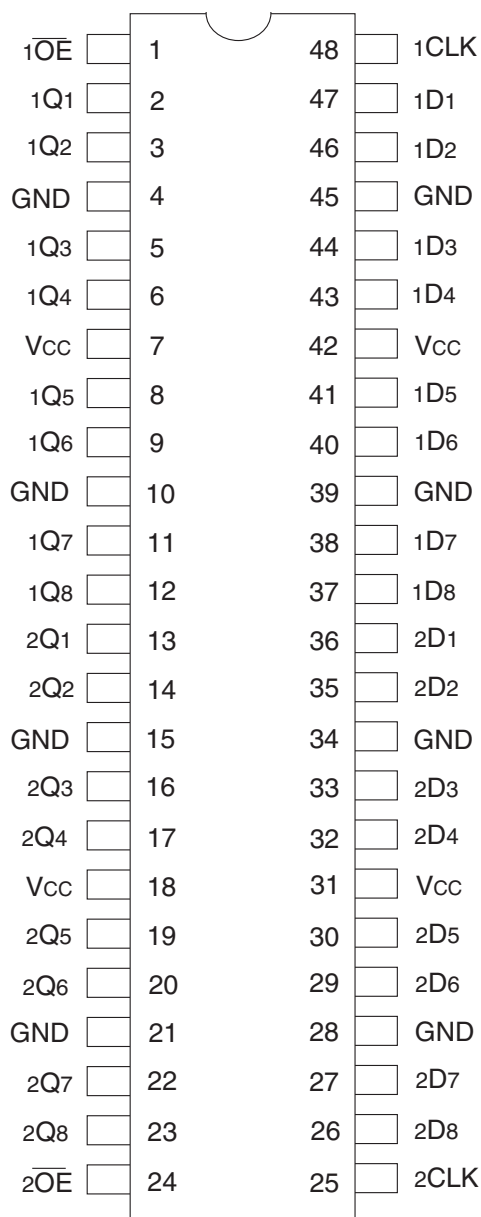 1O̅E̅ 1 48 1CLK
1Q1 2 47 1D1
1Q2 3 46 1D2
GND 4 45 GND
1Q3 5 44 1D3
1Q4 6 43 1D4
VCC 7 42 VCC
1Q5 8 41 1D5
1Q6 9 40 1D6
GND 10 39 GND
1Q7 11 38 1D7
1Q8 12 37 1D8
2Q1 13 36 2D1
2Q2 14 35 2D2
GND 15 34 GND
2Q3 16 33 2D3
2Q4 17 32 2D4
VCC 18 31 VCC
2Q5 19 30 2D5
2Q6 20 29 2D6
GND 21 28 GND
2Q7 22 27 2D7
2Q8 23 26 2D8
2O̅E̅ 24 25 2CLK